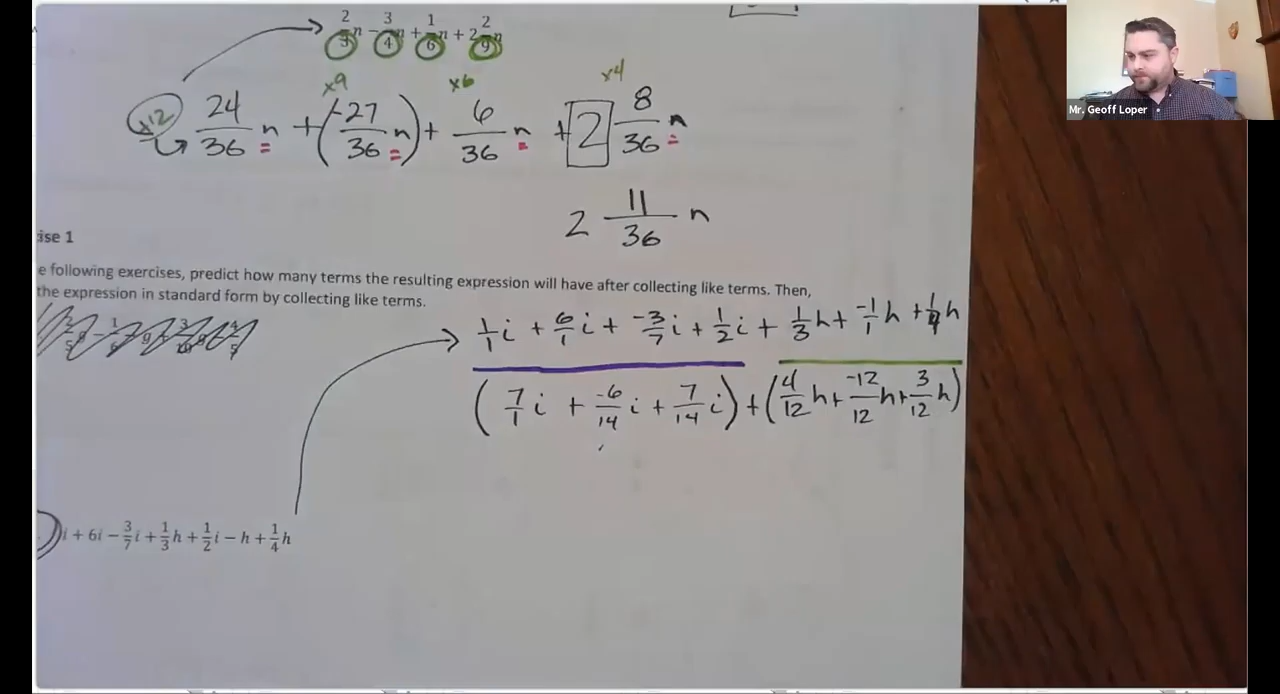 2/3 n − 3/4 n + 1/6 n + 2 2/9 n
x9 x6 x4
x12 24/36 n + (-27/36 n) + 6/36 n + 2 8/36 n
2 11/36 n
ise 1
e following exercises, predict how many terms the resulting expression will have after collecting like terms. Then,
the expression in standard form by collecting like terms.
1/1 i + 6/1 i + -3/7 i + 1/2 i + 1/3 h + -1/1 h + 1/4 h
(7/1 i + -6/14 i + 7/14 i) + (4/12 h + -12/12 h + 3/12 h)
i + 6i − 3/7 i + 1/3 h + 1/2 i − h + 1/4 h
Mr. Geoff Loper